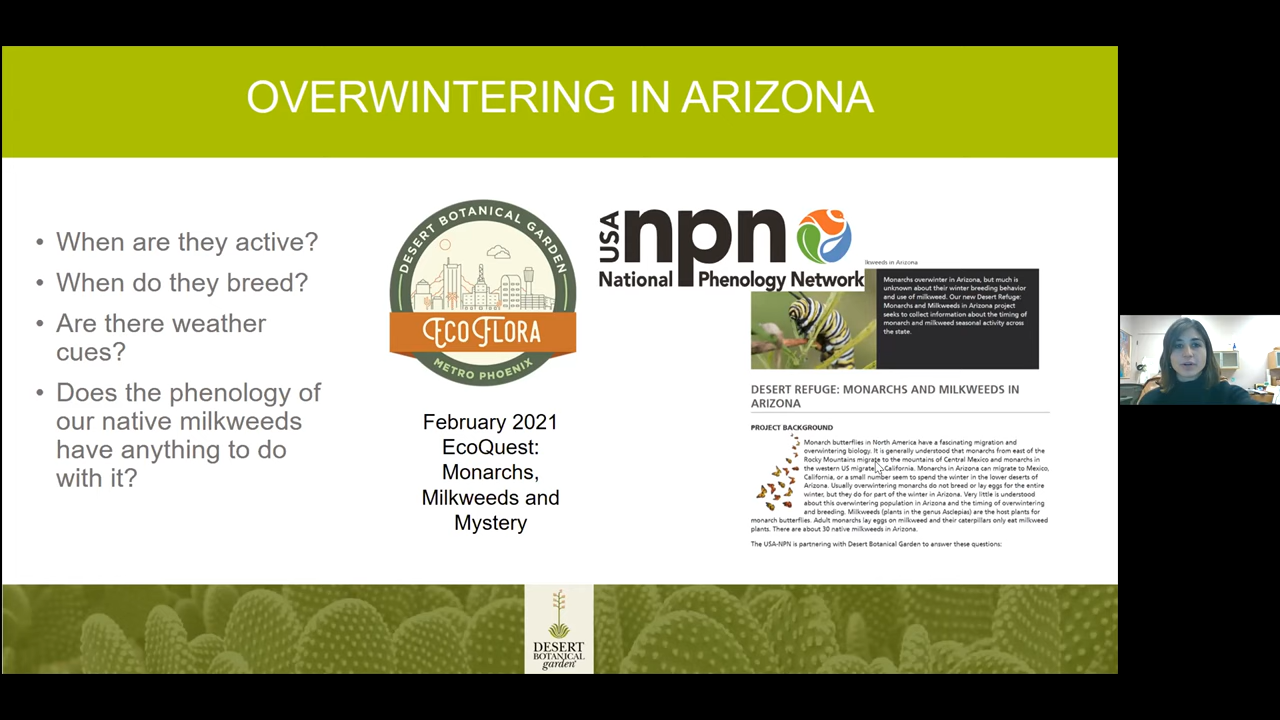 OVERWINTERING IN ARIZONA
• When are they active?
• When do they breed?
• Are there weather
cues?
• Does the phenology of
our native milkweeds
have anything to do
with it?
DESERT BOTANICAL GARDEN
ECOFLORA
METRO PHOENIX
February 2021
EcoQuest:
Monarchs,
Milkweeds and
Mystery
USA npn
National Phenology Network
lkweeds in Arizona
Monarchs overwinter in Arizona, but much is
unknown about their winter breeding behavior
and use of milkweed. Our new Desert Refuge:
Monarchs and Milkweeds in Arizona project
seeks to collect information about the timing of
monarch and milkweed seasonal activity across
the state.
DESERT REFUGE: MONARCHS AND MILKWEEDS IN
ARIZONA
PROJECT BACKGROUND
Monarch butterflies in North America have a fascinating migration and
overwintering biology. It is generally understood that monarchs from east of the
Rocky Mountains migrate to the mountains of Central Mexico and monarchs in
the western US migrate California. Monarchs in Arizona can migrate to Mexico,
California, or a small number seem to spend the winter in the lower deserts of
Arizona. Usually overwintering monarchs do not breed or lay eggs for the entire
winter, but they do for part of the winter in Arizona. Very little is understood
about this overwintering population in Arizona and the timing of overwintering
and breeding. Milkweeds (plants in the genus Asclepias) are the host plants for
monarch butterflies. Adult monarchs lay eggs on milkweed and their caterpillars only eat milkweed
plants. There are about 30 native milkweeds in Arizona.
The USA-NPN is partnering with Desert Botanical Garden to answer these questions:
DESERT
BOTANICAL
garden